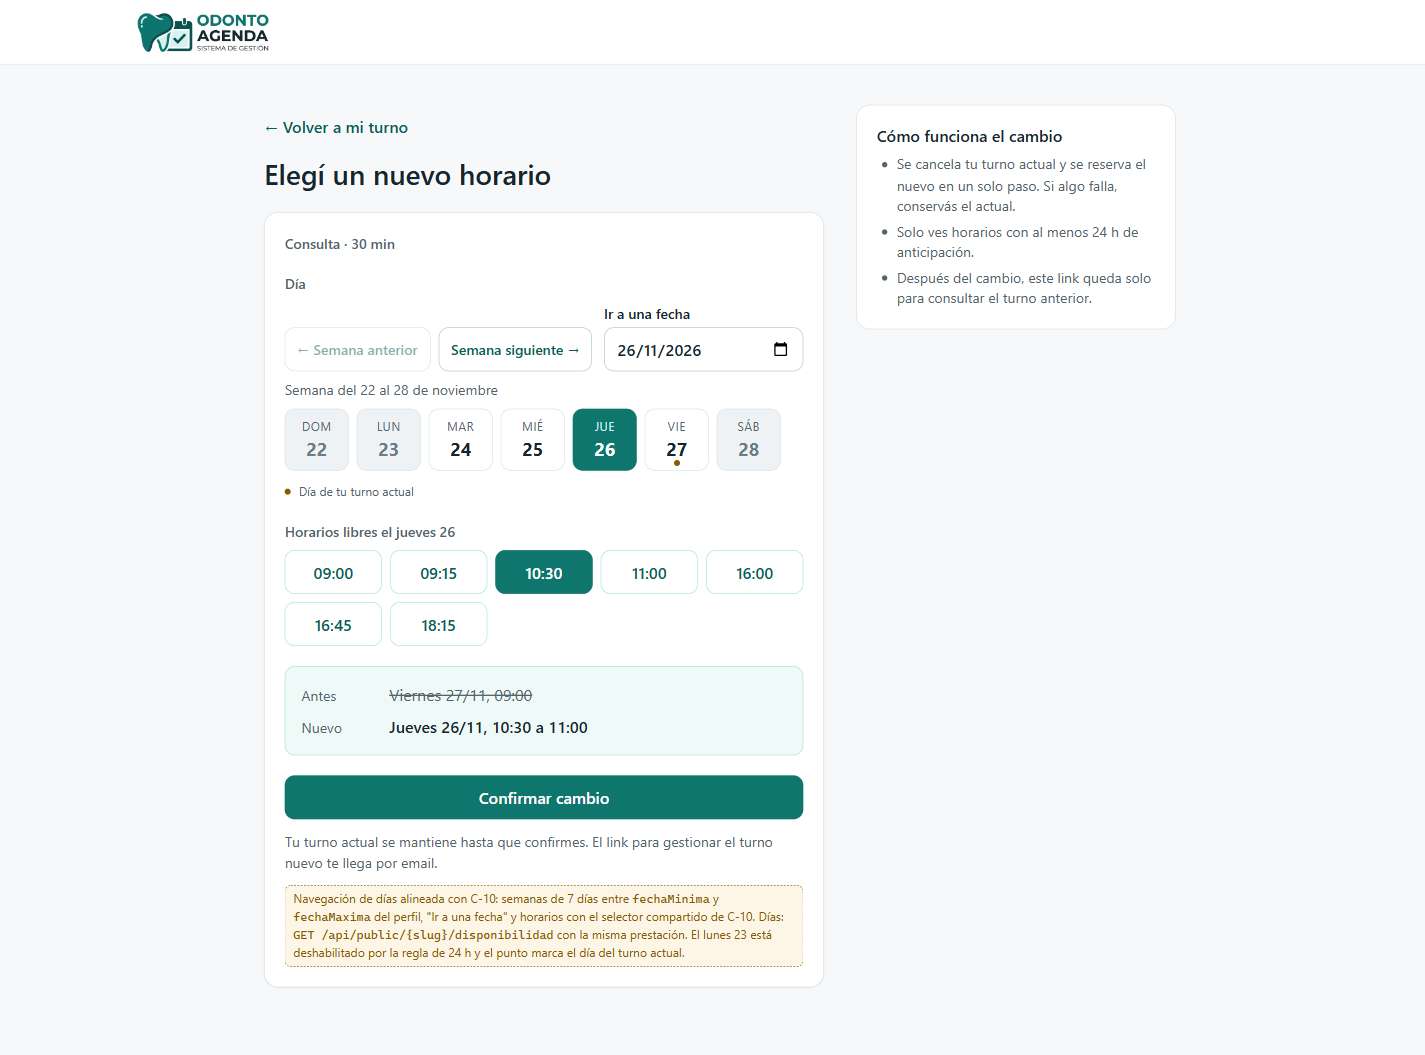 ODONTO
AGENDA
SISTEMA DE GESTIÓN
← Volver a mi turno
Elegí un nuevo horario
Consulta · 30 min
Día
Ir a una fecha
← Semana anterior
Semana siguiente →
26/11/2026
Semana del 22 al 28 de noviembre
DOM
22
LUN
23
MAR
24
MIÉ
25
JUE
26
VIE
27
SÁB
28
Día de tu turno actual
Horarios libres el jueves 26
09:00
09:15
10:30
11:00
16:00
16:45
18:15
Antes
Viernes 27/11, 09:00
Nuevo
Jueves 26/11, 10:30 a 11:00
Confirmar cambio
Tu turno actual se mantiene hasta que confirmes. El link para gestionar el turno
nuevo te llega por email.
Navegación de días alineada con C-10: semanas de 7 días entre fechaMinima y
fechaMaxima del perfil, "Ir a una fecha" y horarios con el selector compartido de C-10. Días:
GET /api/public/{slug}/disponibilidad con la misma prestación. El lunes 23 está
deshabilitado por la regla de 24 h y el punto marca el día del turno actual.
Cómo funciona el cambio
• Se cancela tu turno actual y se reserva el
nuevo en un solo paso. Si algo falla,
conservás el actual.
• Solo ves horarios con al menos 24 h de
anticipación.
• Después del cambio, este link queda solo
para consultar el turno anterior.